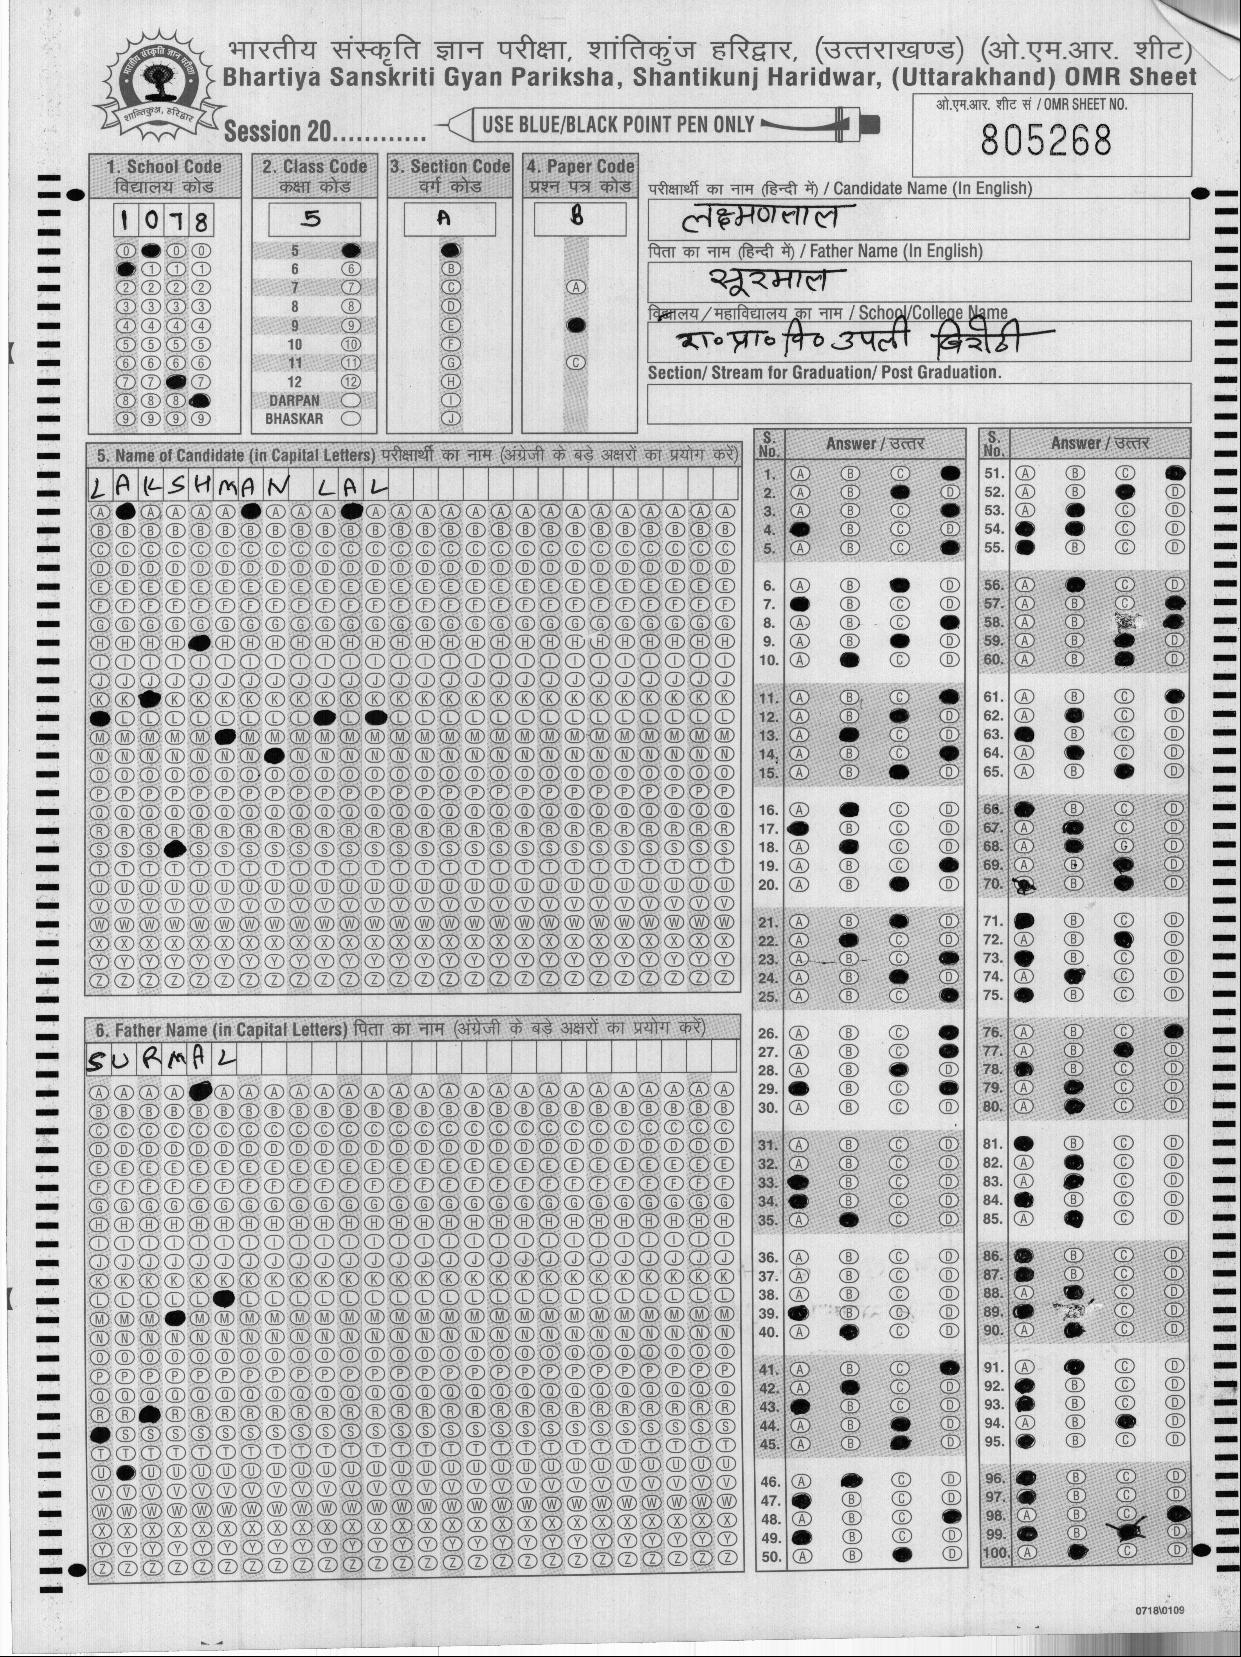 भारतीय संस्कृति ज्ञान परीक्षा, शांतिकुंज हरिद्वार, (उत्तराखण्ड) (ओ.एम.आर. शीट)
Bhartiya Sanskriti Gyan Pariksha, Shantikunj Haridwar, (Uttarakhand) OMR Sheet
Session 20............
USE BLUE/BLACK POINT PEN ONLY
ओ.एम.आर. शीट सं / OMR SHEET NO.
805268
1. School Code
विद्यालय कोड
1078
2. Class Code
कक्षा कोड
5
5
6
7
8
9
10
11
12
DARPAN
BHASKAR
3. Section Code
वर्ग कोड
A
4. Paper Code
प्रश्न पत्र कोड
B
परीक्षार्थी का नाम (हिन्दी में) / Candidate Name (In English)
लक्ष्मणलाल
पिता का नाम (हिन्दी में) / Father Name (In English)
सूरमाल
विद्यालय/महाविद्यालय का नाम / School/College Name
रा० प्रा० वि० उपली
Section/ Stream for Graduation/ Post Graduation.
5. Name of Candidate (in Capital Letters) परीक्षार्थी का नाम (अंग्रेजी के बड़े अक्षरों का प्रयोग करें)
LAKSHMAN LAL
6. Father Name (in Capital Letters) पिता का नाम (अंग्रेजी के बड़े अक्षरों का प्रयोग करें)
SURMAL
S. No. Answer / उत्तर
S. No. Answer / उत्तर
0718\0109